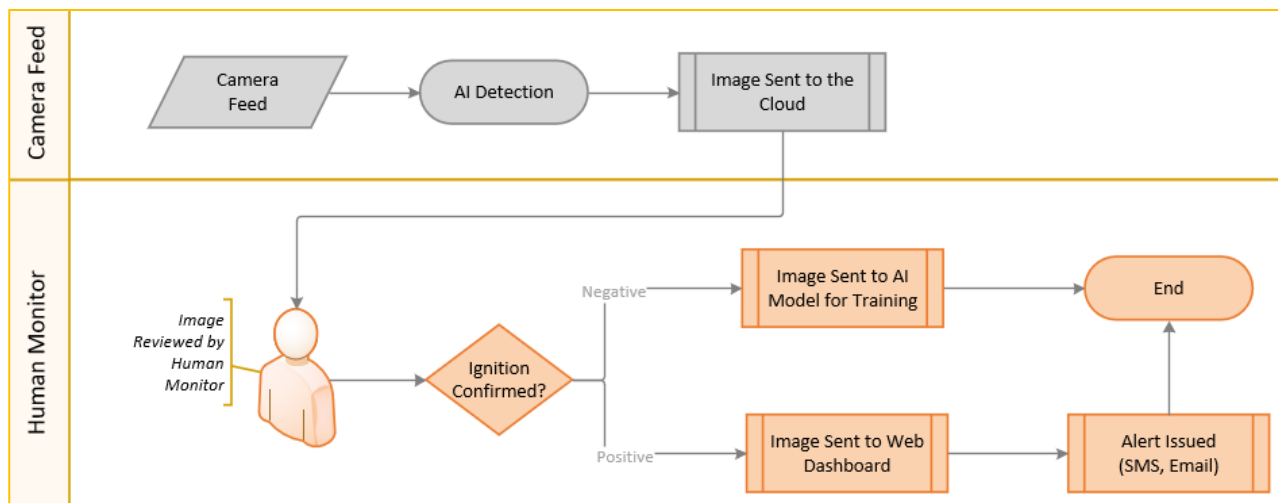 Camera Feed
Camera
Feed
AI Detection
Image Sent to the
Cloud
Human Monitor
Image
Reviewed by
Human
Monitor
Ignition
Confirmed?
Negative
Image Sent to AI
Model for Training
End
Positive
Image Sent to Web
Dashboard
Alert Issued
(SMS, Email)